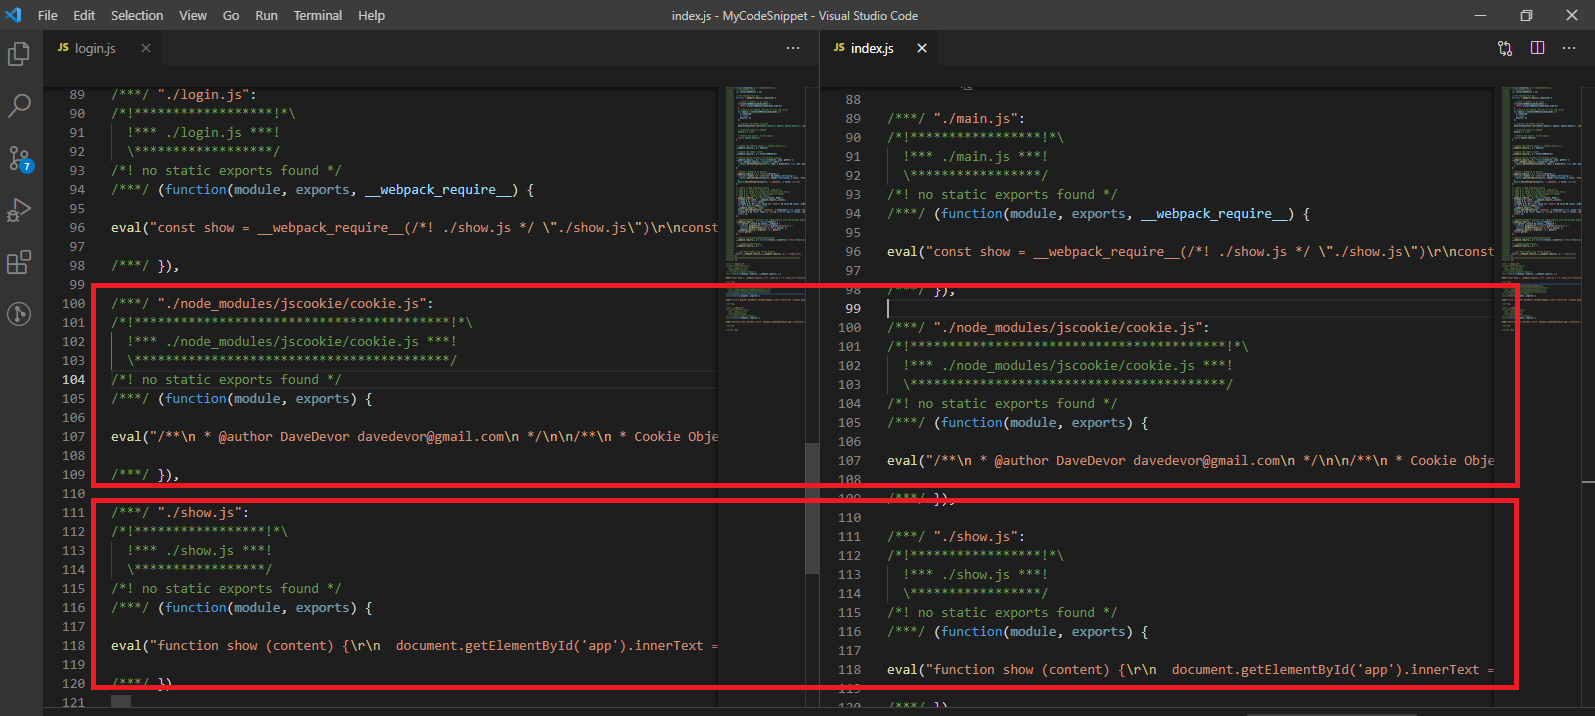 File Edit Selection View Go Run Terminal Help
index.js - MyCodeSnippet - Visual Studio Code
JS login.js
89 /***/ "./login.js":
90 /*!******************!*\
91 !*** ./login.js ***!
92 \******************/
93 /*! no static exports found */
94 /***/ (function(module, exports, __webpack_require__) {
95
96 eval("const show = __webpack_require__(/*! ./show.js */ \"./show.js\")\r\nconst
97
98 /***/ }),
99
100 /***/ "./node_modules/jscookie/cookie.js":
101 /*!*****************************************!*\
102 !*** ./node_modules/jscookie/cookie.js ***!
103 \*****************************************/
104 /*! no static exports found */
105 /***/ (function(module, exports) {
106
107 eval("/**\n * @author DaveDevor davedevor@gmail.com\n */\n\n/**\n * Cookie Obje
108
109 /***/ }),
110
111 /***/ "./show.js":
112 /*!*****************!*\
113 !*** ./show.js ***!
114 \*****************/
115 /*! no static exports found */
116 /***/ (function(module, exports) {
117
118 eval("function show (content) {\r\n  document.getElementById('app').innerText =
119
120 /***/ })
121
7
JS index.js
88
89 /***/ "./main.js":
90 /*!*****************!*\
91 !*** ./main.js ***!
92 \*****************/
93 /*! no static exports found */
94 /***/ (function(module, exports, __webpack_require__) {
95
96 eval("const show = __webpack_require__(/*! ./show.js */ \"./show.js\")\r\nconst
97
98 /***/ }),
99
100 /***/ "./node_modules/jscookie/cookie.js":
101 /*!*****************************************!*\
102 !*** ./node_modules/jscookie/cookie.js ***!
103 \*****************************************/
104 /*! no static exports found */
105 /***/ (function(module, exports) {
106
107 eval("/**\n * @author DaveDevor davedevor@gmail.com\n */\n\n/**\n * Cookie Obje
108
109 /***/ }),
110
111 /***/ "./show.js":
112 /*!*****************!*\
113 !*** ./show.js ***!
114 \*****************/
115 /*! no static exports found */
116 /***/ (function(module, exports) {
117
118 eval("function show (content) {\r\n  document.getElementById('app').innerText =
119
120 /***/ })